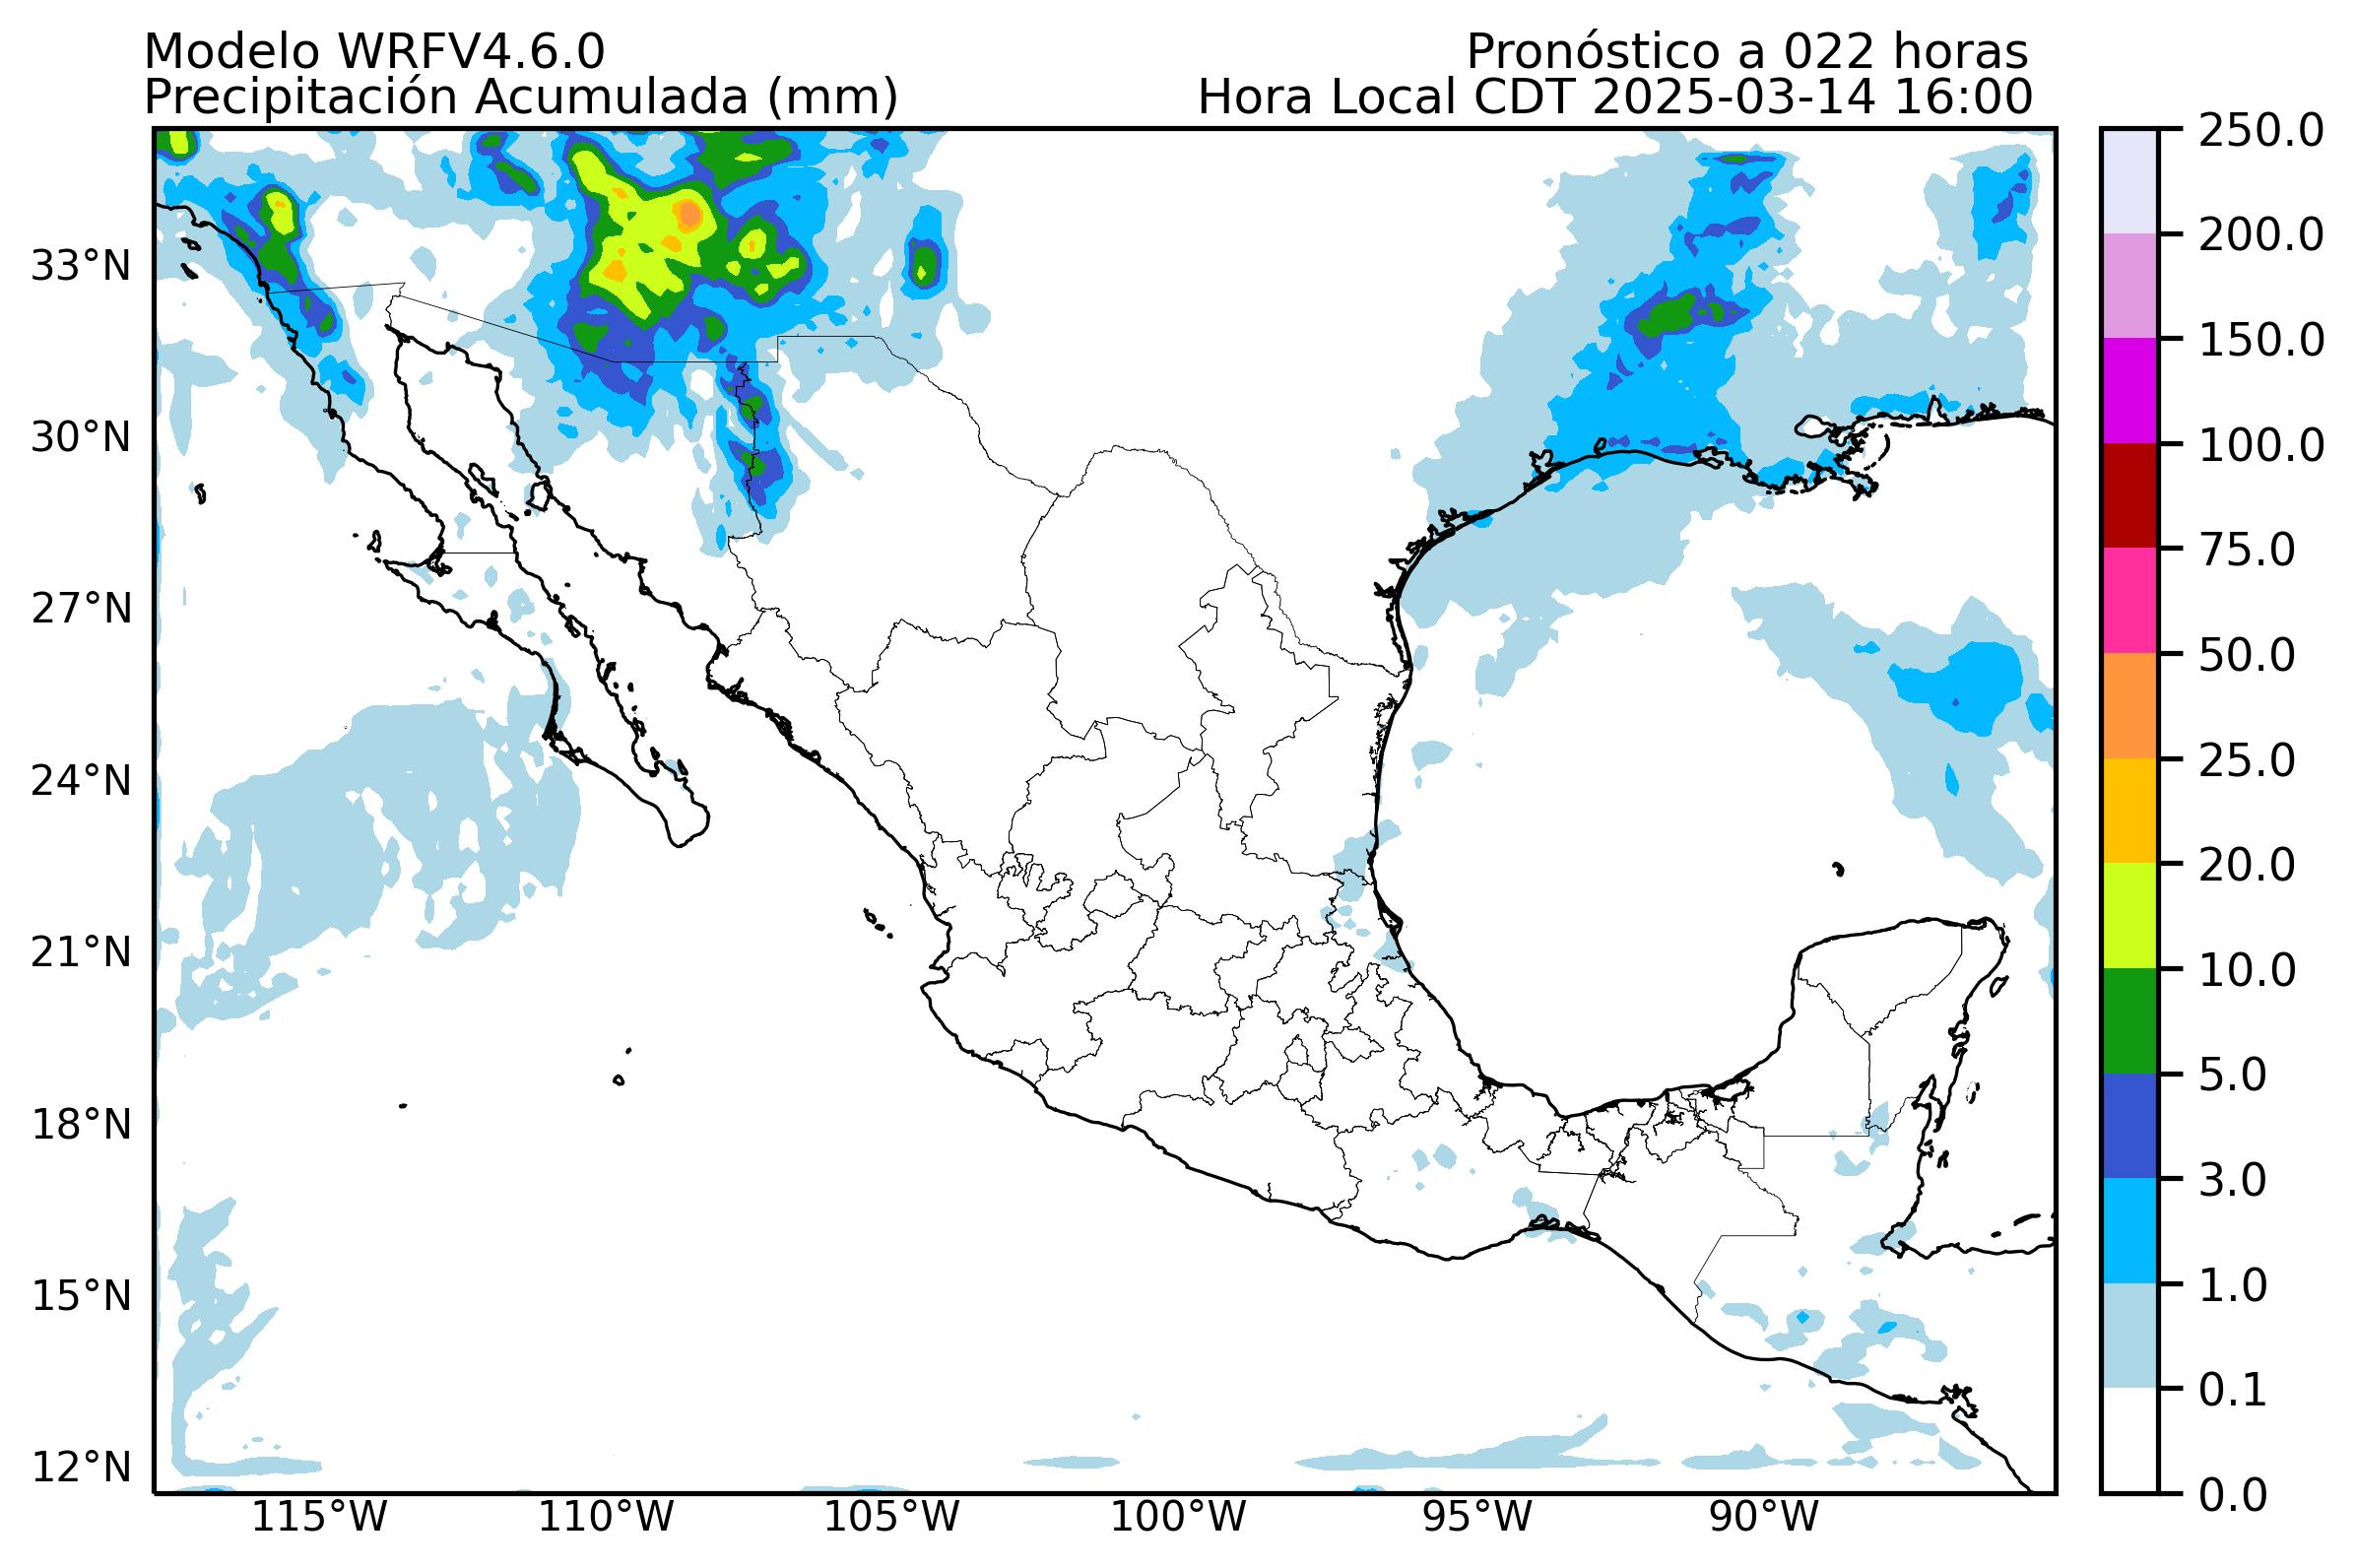 Modelo WRFV4.6.0
Pronóstico a 022 horas
Precipitación Acumulada (mm)
Hora Local CDT 2025-03-14 16:00
33°N
30°N
27°N
24°N
21°N
18°N
15°N
12°N
115°W
110°W
105°W
100°W
95°W
90°W
250.0
200.0
150.0
100.0
75.0
50.0
25.0
20.0
10.0
5.0
3.0
1.0
0.1
0.0